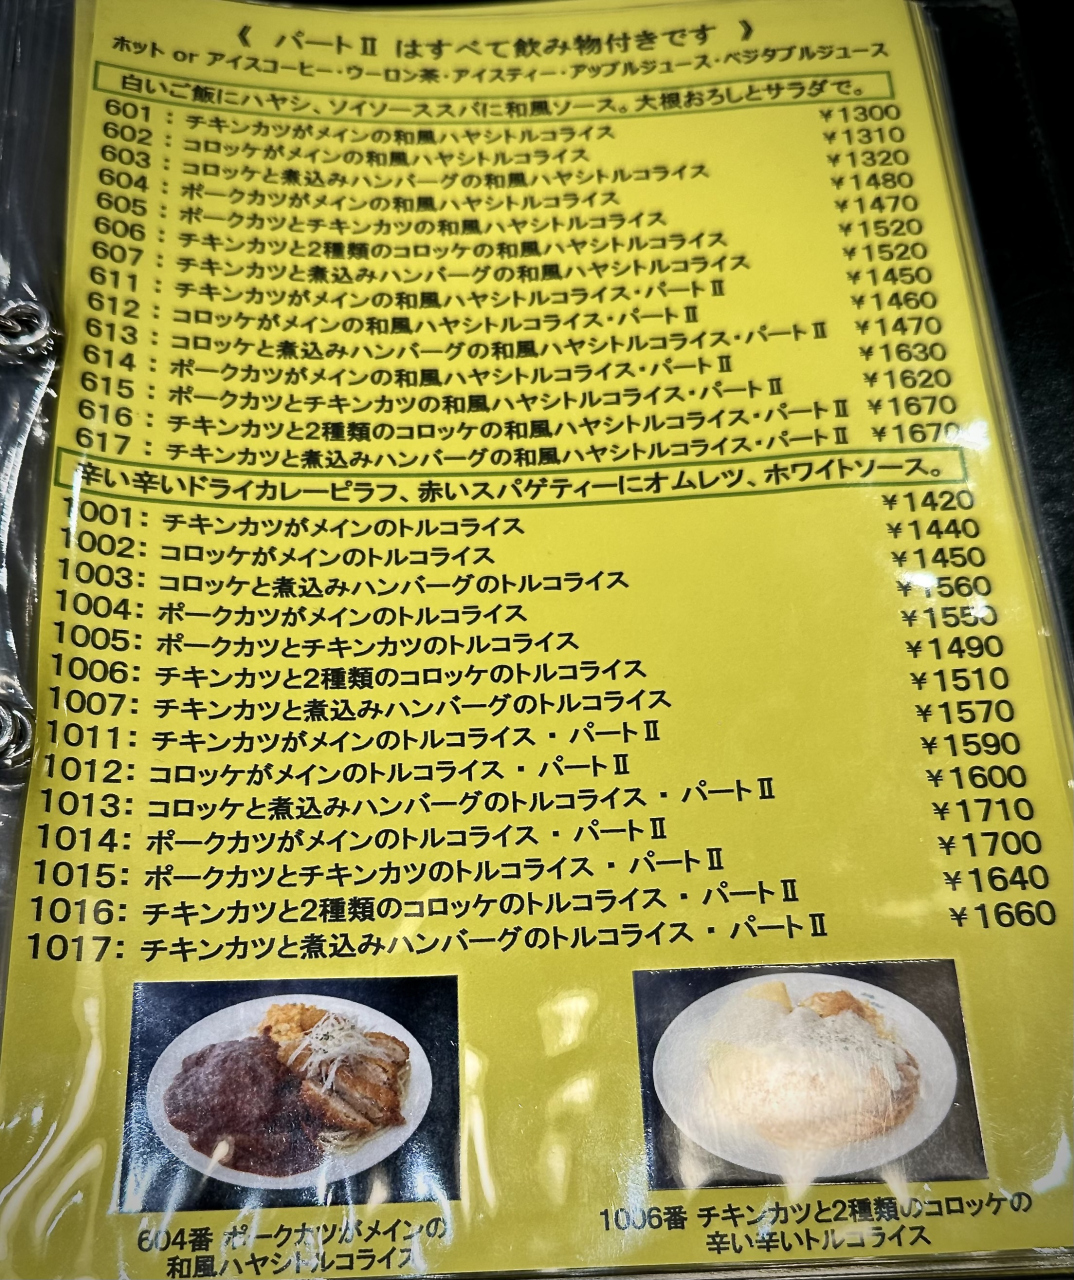 《 パートⅡ はすべて飲み物付きです 》
ホット or アイスコーヒー・ウーロン茶・アイスティー・アップルジュース・ベジタブルジュース
白いご飯にハヤシ、ソイソーススパに和風ソース。大根おろしとサラダで。
601 : チキンカツがメインの和風ハヤシトルコライス ¥1300
602 : コロッケがメインの和風ハヤシトルコライス ¥1310
603 : コロッケと煮込みハンバーグの和風ハヤシトルコライス ¥1320
604 : ポークカツがメインの和風ハヤシトルコライス ¥1480
605 : ポークカツとチキンカツの和風ハヤシトルコライス ¥1470
606 : チキンカツと2種類のコロッケの和風ハヤシトルコライス ¥1520
607 : チキンカツと煮込みハンバーグの和風ハヤシトルコライス ¥1520
611 : チキンカツがメインの和風ハヤシトルコライス・パートⅡ ¥1450
612 : コロッケがメインの和風ハヤシトルコライス・パートⅡ ¥1460
613 : コロッケと煮込みハンバーグの和風ハヤシトルコライス・パートⅡ ¥1470
614 : ポークカツがメインの和風ハヤシトルコライス・パートⅡ ¥1630
615 : ポークカツとチキンカツの和風ハヤシトルコライス・パートⅡ ¥1620
616 : チキンカツと2種類のコロッケの和風ハヤシトルコライス・パートⅡ ¥1670
617 : チキンカツと煮込みハンバーグの和風ハヤシトルコライス・パートⅡ ¥1670
辛い辛いドライカレーピラフ、赤いスパゲティーにオムレツ、ホワイトソース。
1001: チキンカツがメインのトルコライス ¥1420
1002: コロッケがメインのトルコライス ¥1440
1003: コロッケと煮込みハンバーグのトルコライス ¥1450
1004: ポークカツがメインのトルコライス ¥1560
1005: ポークカツとチキンカツのトルコライス ¥1550
1006: チキンカツと2種類のコロッケのトルコライス ¥1490
1007: チキンカツと煮込みハンバーグのトルコライス ¥1510
1011: チキンカツがメインのトルコライス・パートⅡ ¥1570
1012: コロッケがメインのトルコライス・パートⅡ ¥1590
1013: コロッケと煮込みハンバーグのトルコライス・パートⅡ ¥1600
1014: ポークカツがメインのトルコライス・パートⅡ ¥1710
1015: ポークカツとチキンカツのトルコライス・パートⅡ ¥1700
1016: チキンカツと2種類のコロッケのトルコライス・パートⅡ ¥1640
1017: チキンカツと煮込みハンバーグのトルコライス・パートⅡ ¥1660
604番 ポークカツがメインの
和風ハヤシトルコライス
1006番 チキンカツと2種類のコロッケの
辛い辛いトルコライス